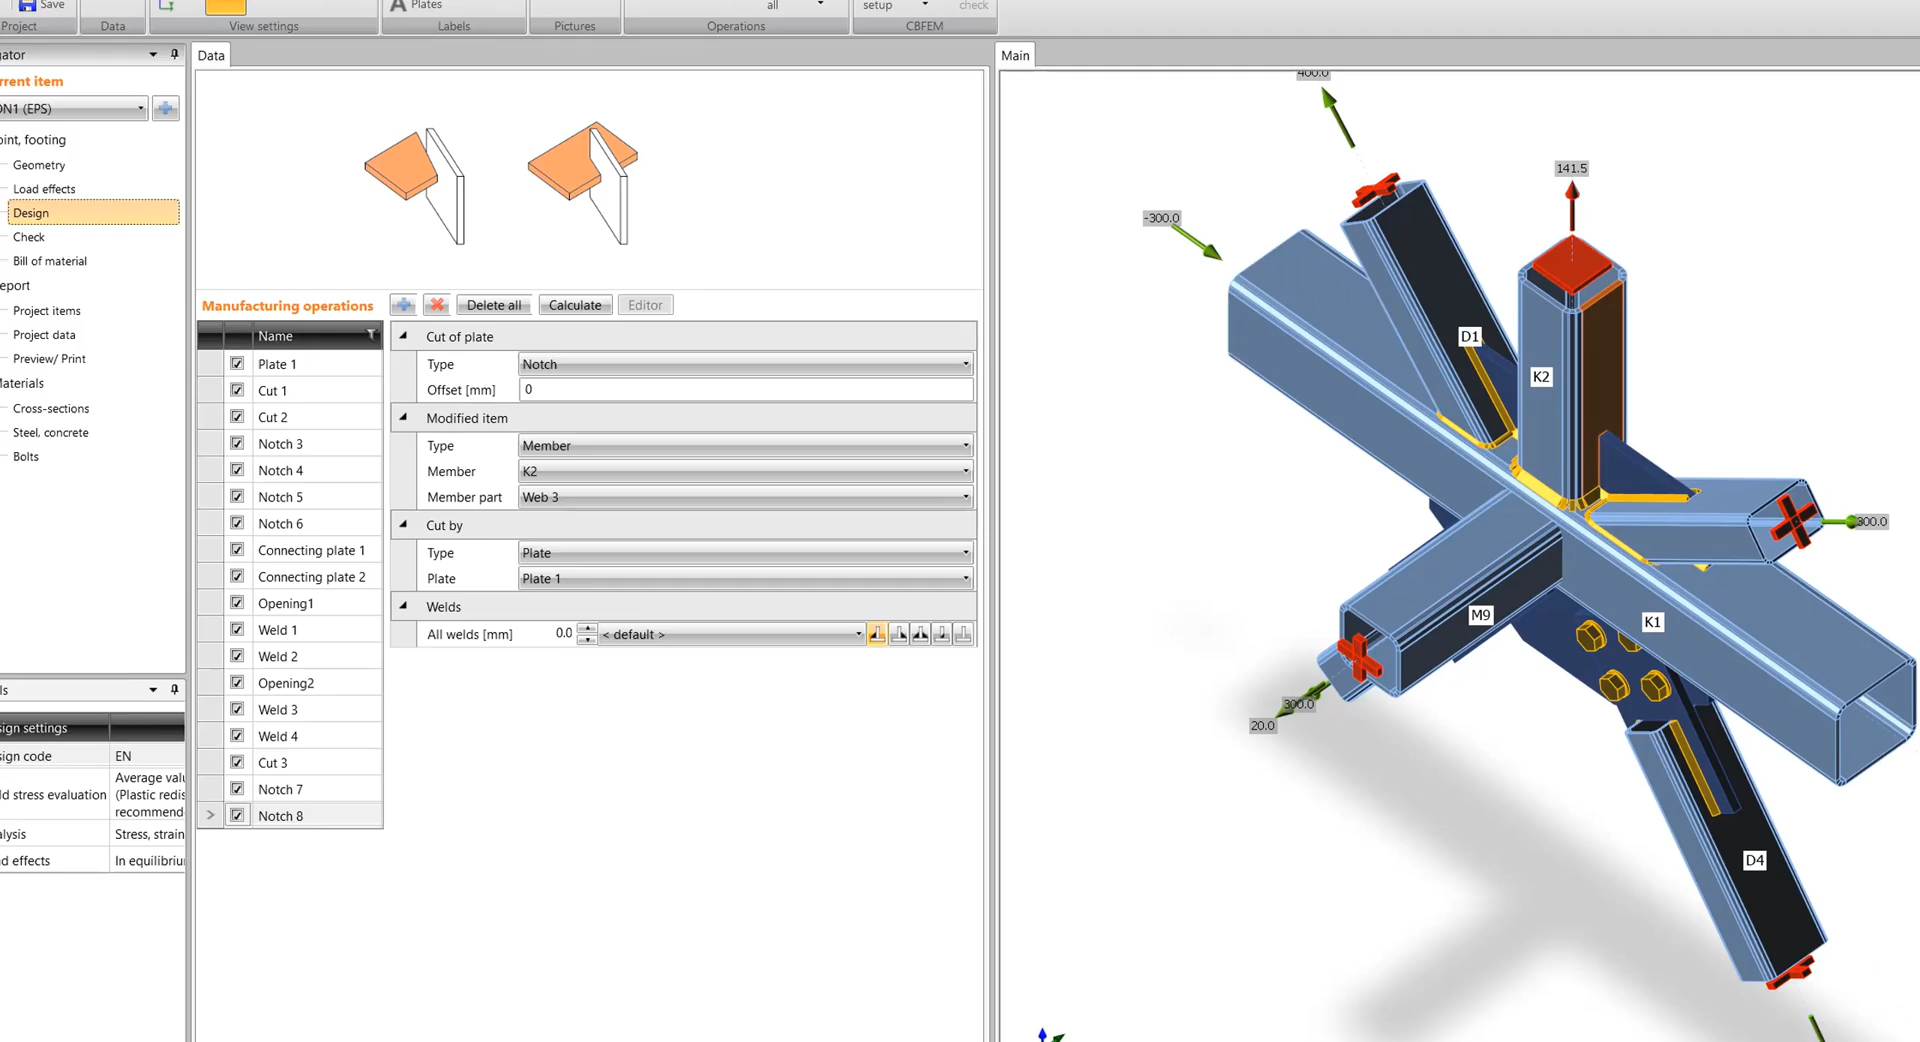 Save
Plates
all
setup
check
Project
Data
View settings
Labels
Pictures
Operations
CBFEM
gator
rrent item
ON1 (EPS)
oint, footing
Geometry
Load effects
Design
Check
Bill of material
eport
Project items
Project data
Preview/ Print
aterials
Cross-sections
Steel, concrete
Bolts
ls
sign settings
sign code EN
d stress evaluation Average valu
(Plastic redis
recommend
alysis Stress, strain
d effects In equilibriu
Data
Manufacturing operations
Delete all
Calculate
Editor
Name
Plate 1
Cut 1
Cut 2
Notch 3
Notch 4
Notch 5
Notch 6
Connecting plate 1
Connecting plate 2
Opening1
Weld 1
Weld 2
Opening2
Weld 3
Weld 4
Cut 3
Notch 7
Notch 8
Cut of plate
Type Notch
Offset [mm] 0
Modified item
Type Member
Member K2
Member part Web 3
Cut by
Type Plate
Plate Plate 1
Welds
All welds [mm] 0.0 < default >
Main
400.0
141.5
-300.0
D1
K2
300.0
M9
K1
300.0
20.0
D4